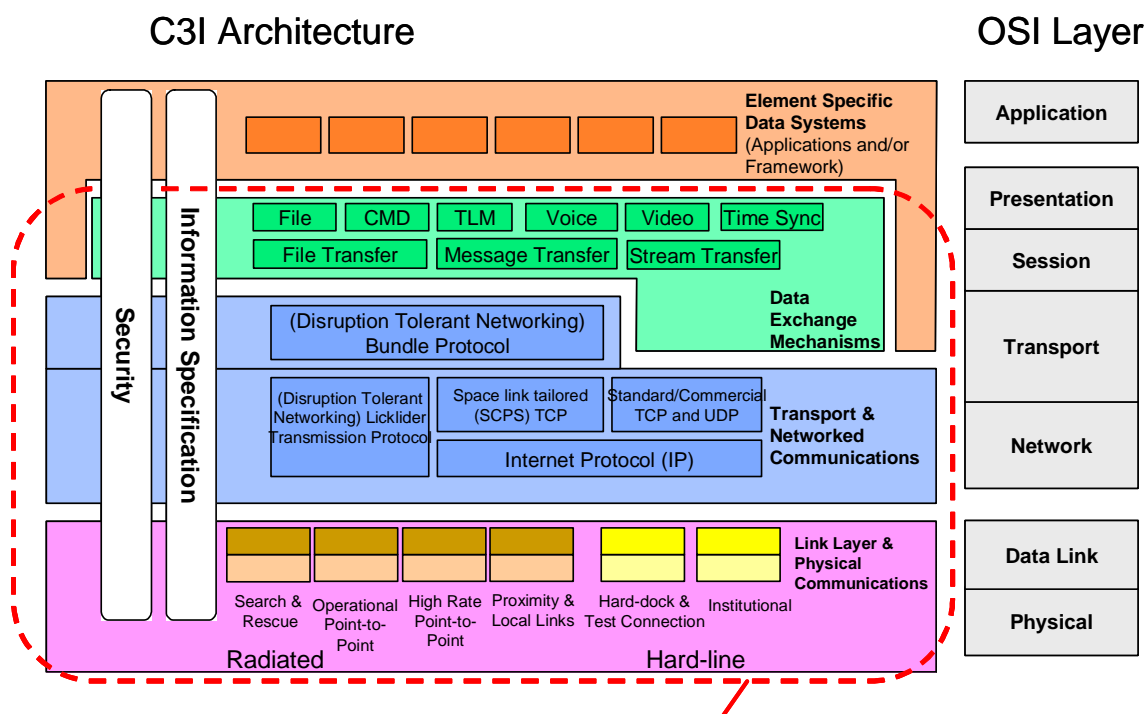 C3I Architecture
OSI Layer
Element Specific
Data Systems
(Applications and/or
Framework)
Security
Information Specification
File
CMD
TLM
Voice
Video
Time Sync
File Transfer
Message Transfer
Stream Transfer
Data
Exchange
Mechanisms
(Disruption Tolerant Networking)
Bundle Protocol
(Disruption Tolerant
Networking) Licklider
Transmission Protocol
Space link tailored
(SCPS) TCP
Standard/Commercial
TCP and UDP
Internet Protocol (IP)
Transport &
Networked
Communications
Link Layer &
Physical
Communications
Search &
Rescue
Operational
Point-to-
Point
High Rate
Point-to-
Point
Proximity &
Local Links
Hard-dock &
Test Connection
Institutional
Radiated
Hard-line
Application
Presentation
Session
Transport
Network
Data Link
Physical